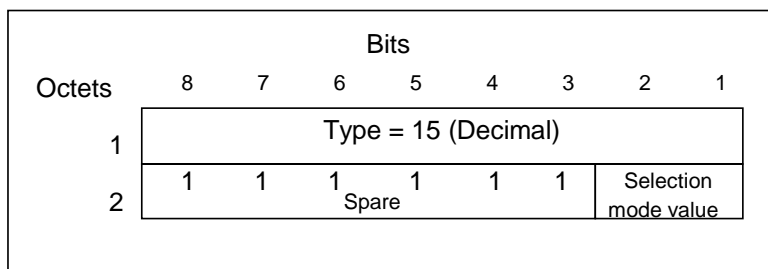 Bits
Octets 8 7 6 5 4 3 2 1
1 Type = 15 (Decimal)
2 1 1 1 1 1 1 Selection
Spare mode value